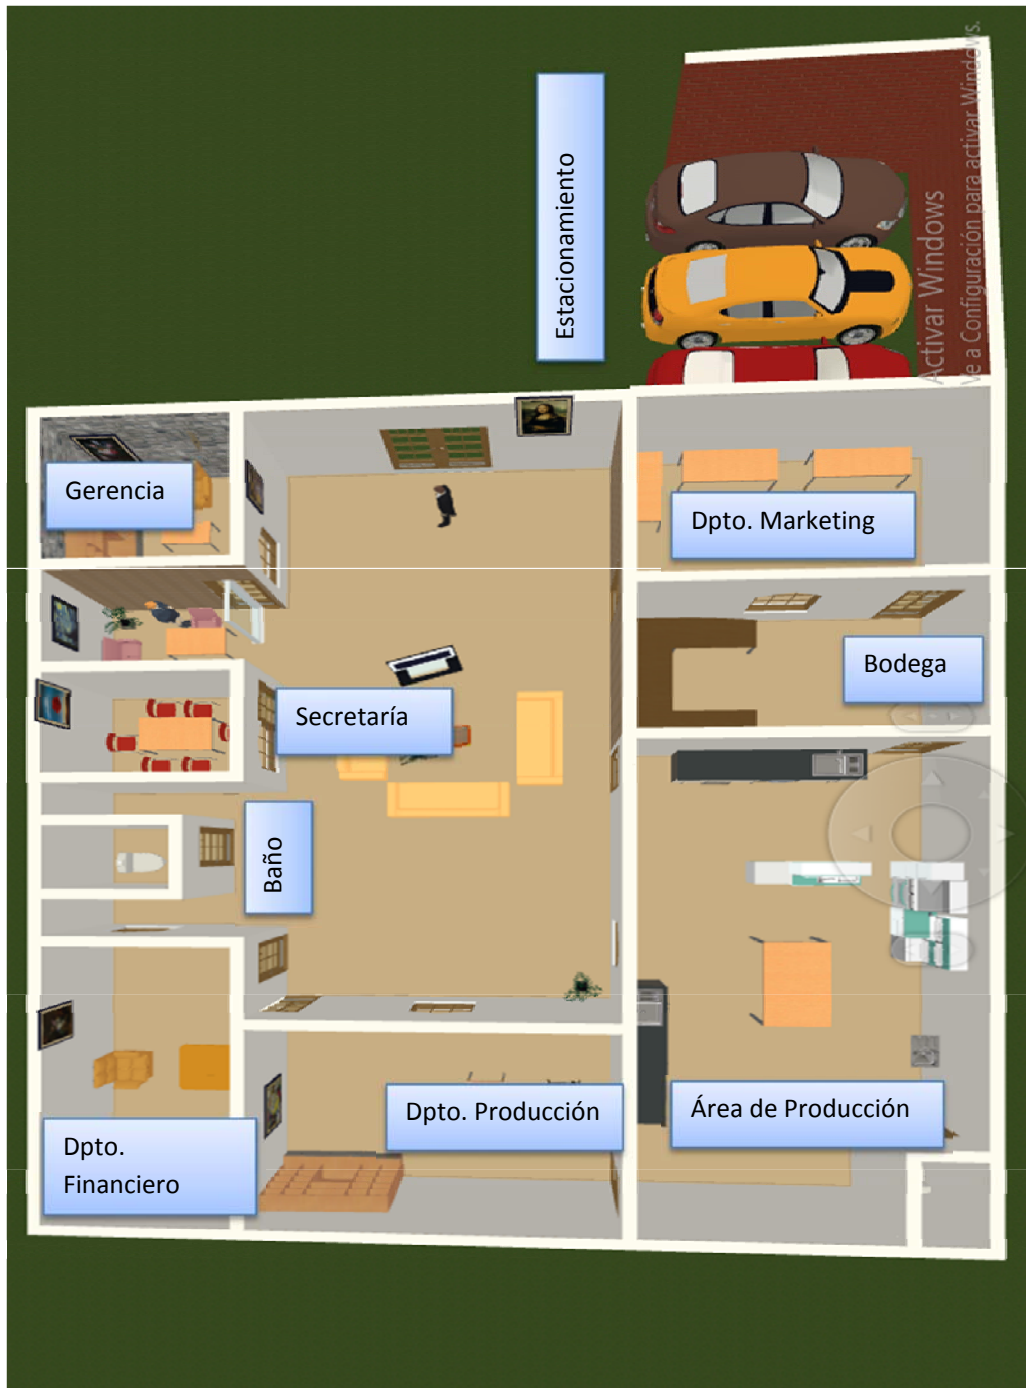 Estacionamiento
Activar Windows
Ve a Configuración para activar Windows.
Gerencia
Dpto. Marketing
Bodega
Secretaría
Baño
Dpto. Producción
Área de Producción
Dpto.
Financiero